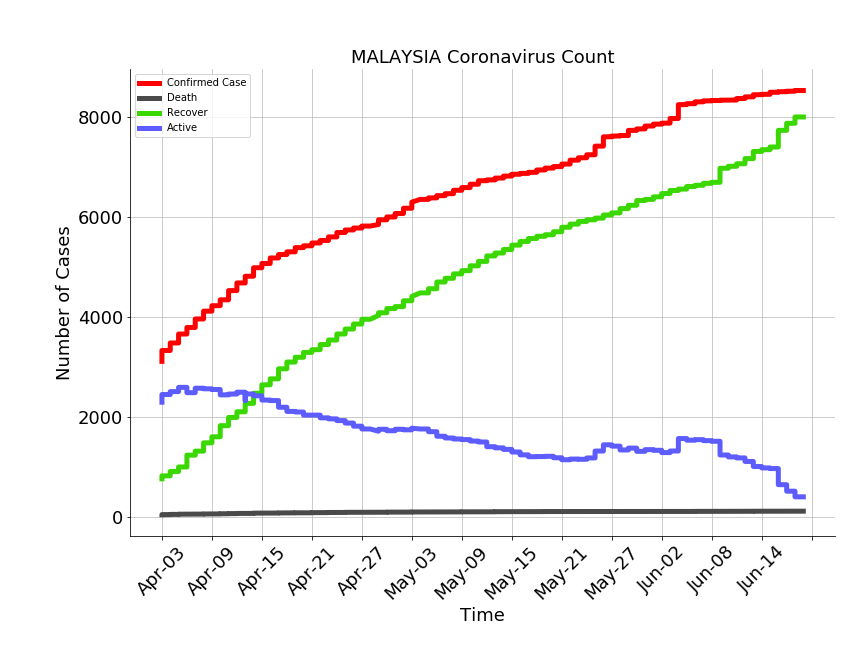 MALAYSIA Coronavirus Count
Confirmed Case
Death
Recover
Active
Number of Cases
8000
6000
4000
2000
0
Apr-03
Apr-09
Apr-15
Apr-21
Apr-27
May-03
May-09
May-15
May-21
May-27
Jun-02
Jun-08
Jun-14
Time